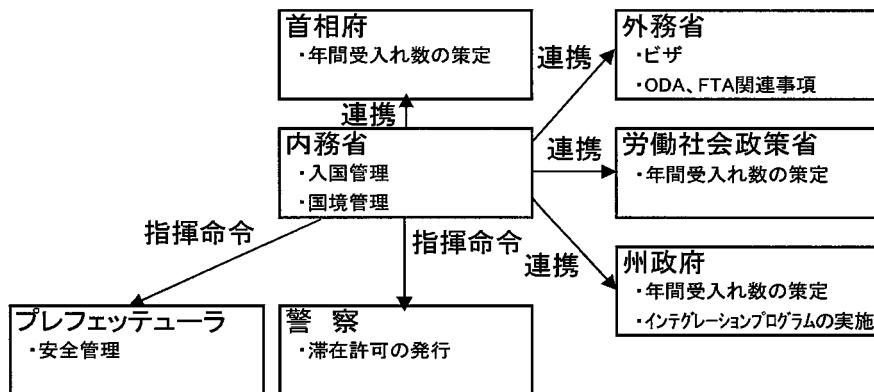 首相府
・年間受入れ数の策定
連携
外務省
・ビザ
・ODA、FTA関連事項
連携
内務省
・入国管理
・国境管理
連携
労働社会政策省
・年間受入れ数の策定
指揮命令
指揮命令
連携
州政府
・年間受入れ数の策定
・インテグレーションプログラムの実施
プレフェッテューラ
・安全管理
警 察
・滞在許可の発行